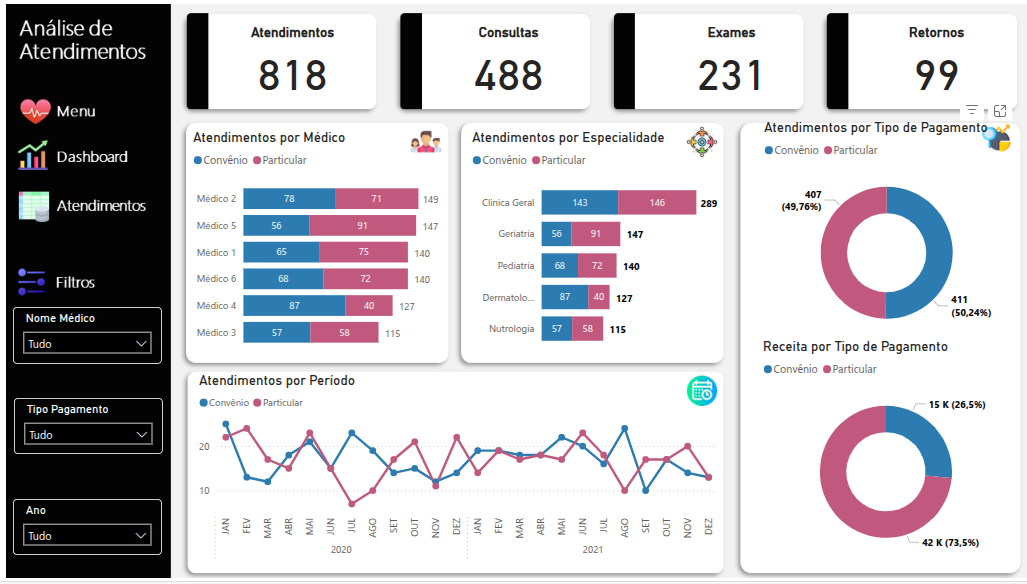 Análise de
Atendimentos
Menu
Dashboard
Atendimentos
Filtros
Nome Médico
Tudo
Tipo Pagamento
Tudo
Ano
Tudo
Atendimentos
818
Consultas
488
Exames
231
Retornos
99
Atendimentos por Médico
Convênio Particular
Médico 2 78 71 149
Médico 5 56 91 147
Médico 1 65 75 140
Médico 6 68 72 140
Médico 4 87 40 127
Médico 3 57 58 115
Atendimentos por Especialidade
Convênio Particular
Clinica Geral 143 146 289
Geriatria 56 91 147
Pediatria 68 72 140
Dermatolo... 87 40 127
Nutrologia 57 58 115
Atendimentos por Período
Convênio Particular
20
10
JAN FEV MAR ABR MAI JUN JUL AGO SET OUT NOV DEZ JAN FEV MAR ABR MAI JUN JUL AGO SET OUT NOV DEZ
2020 2021
Atendimentos por Tipo de Pagamento
Convênio Particular
407
(49,76%)
411
(50,24%)
Receita por Tipo de Pagamento
Convênio Particular
15 K (26,5%)
42 K (73,5%)